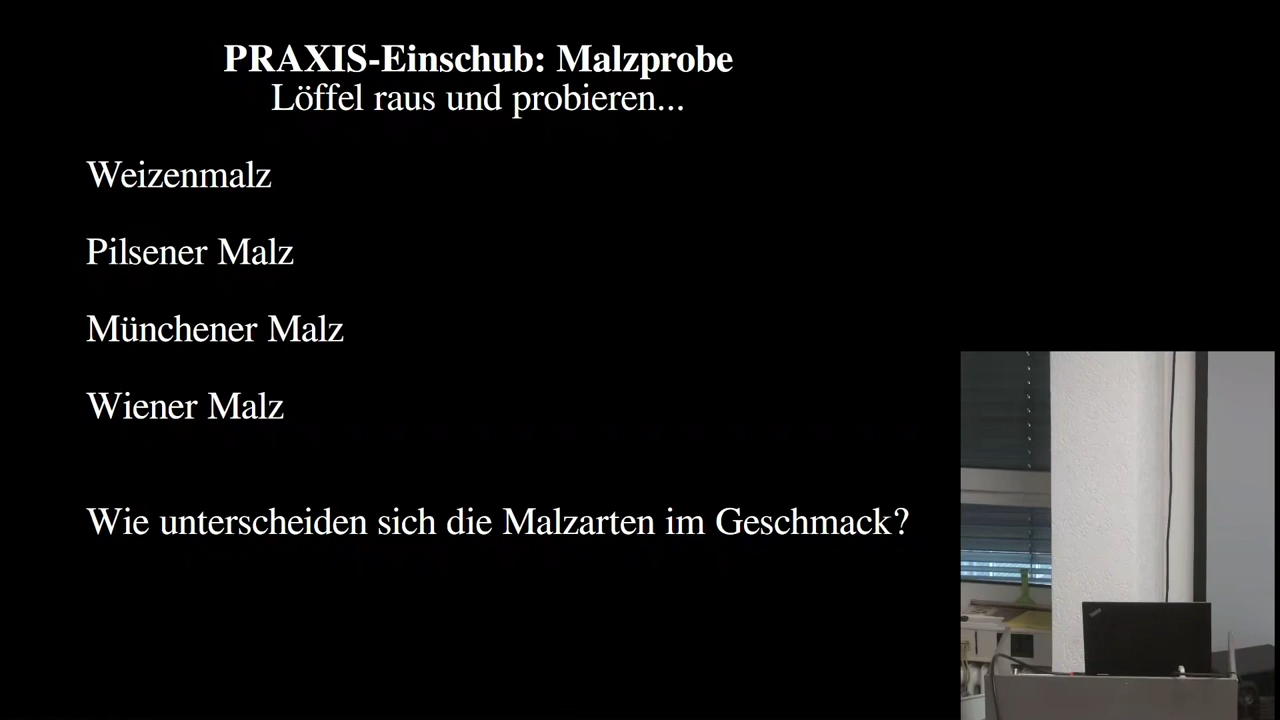 PRAXIS-Einschub: Malzprobe
Löffel raus und probieren...
Weizenmalz
Pilsener Malz
Münchener Malz
Wiener Malz
Wie unterscheiden sich die Malzarten im Geschmack?